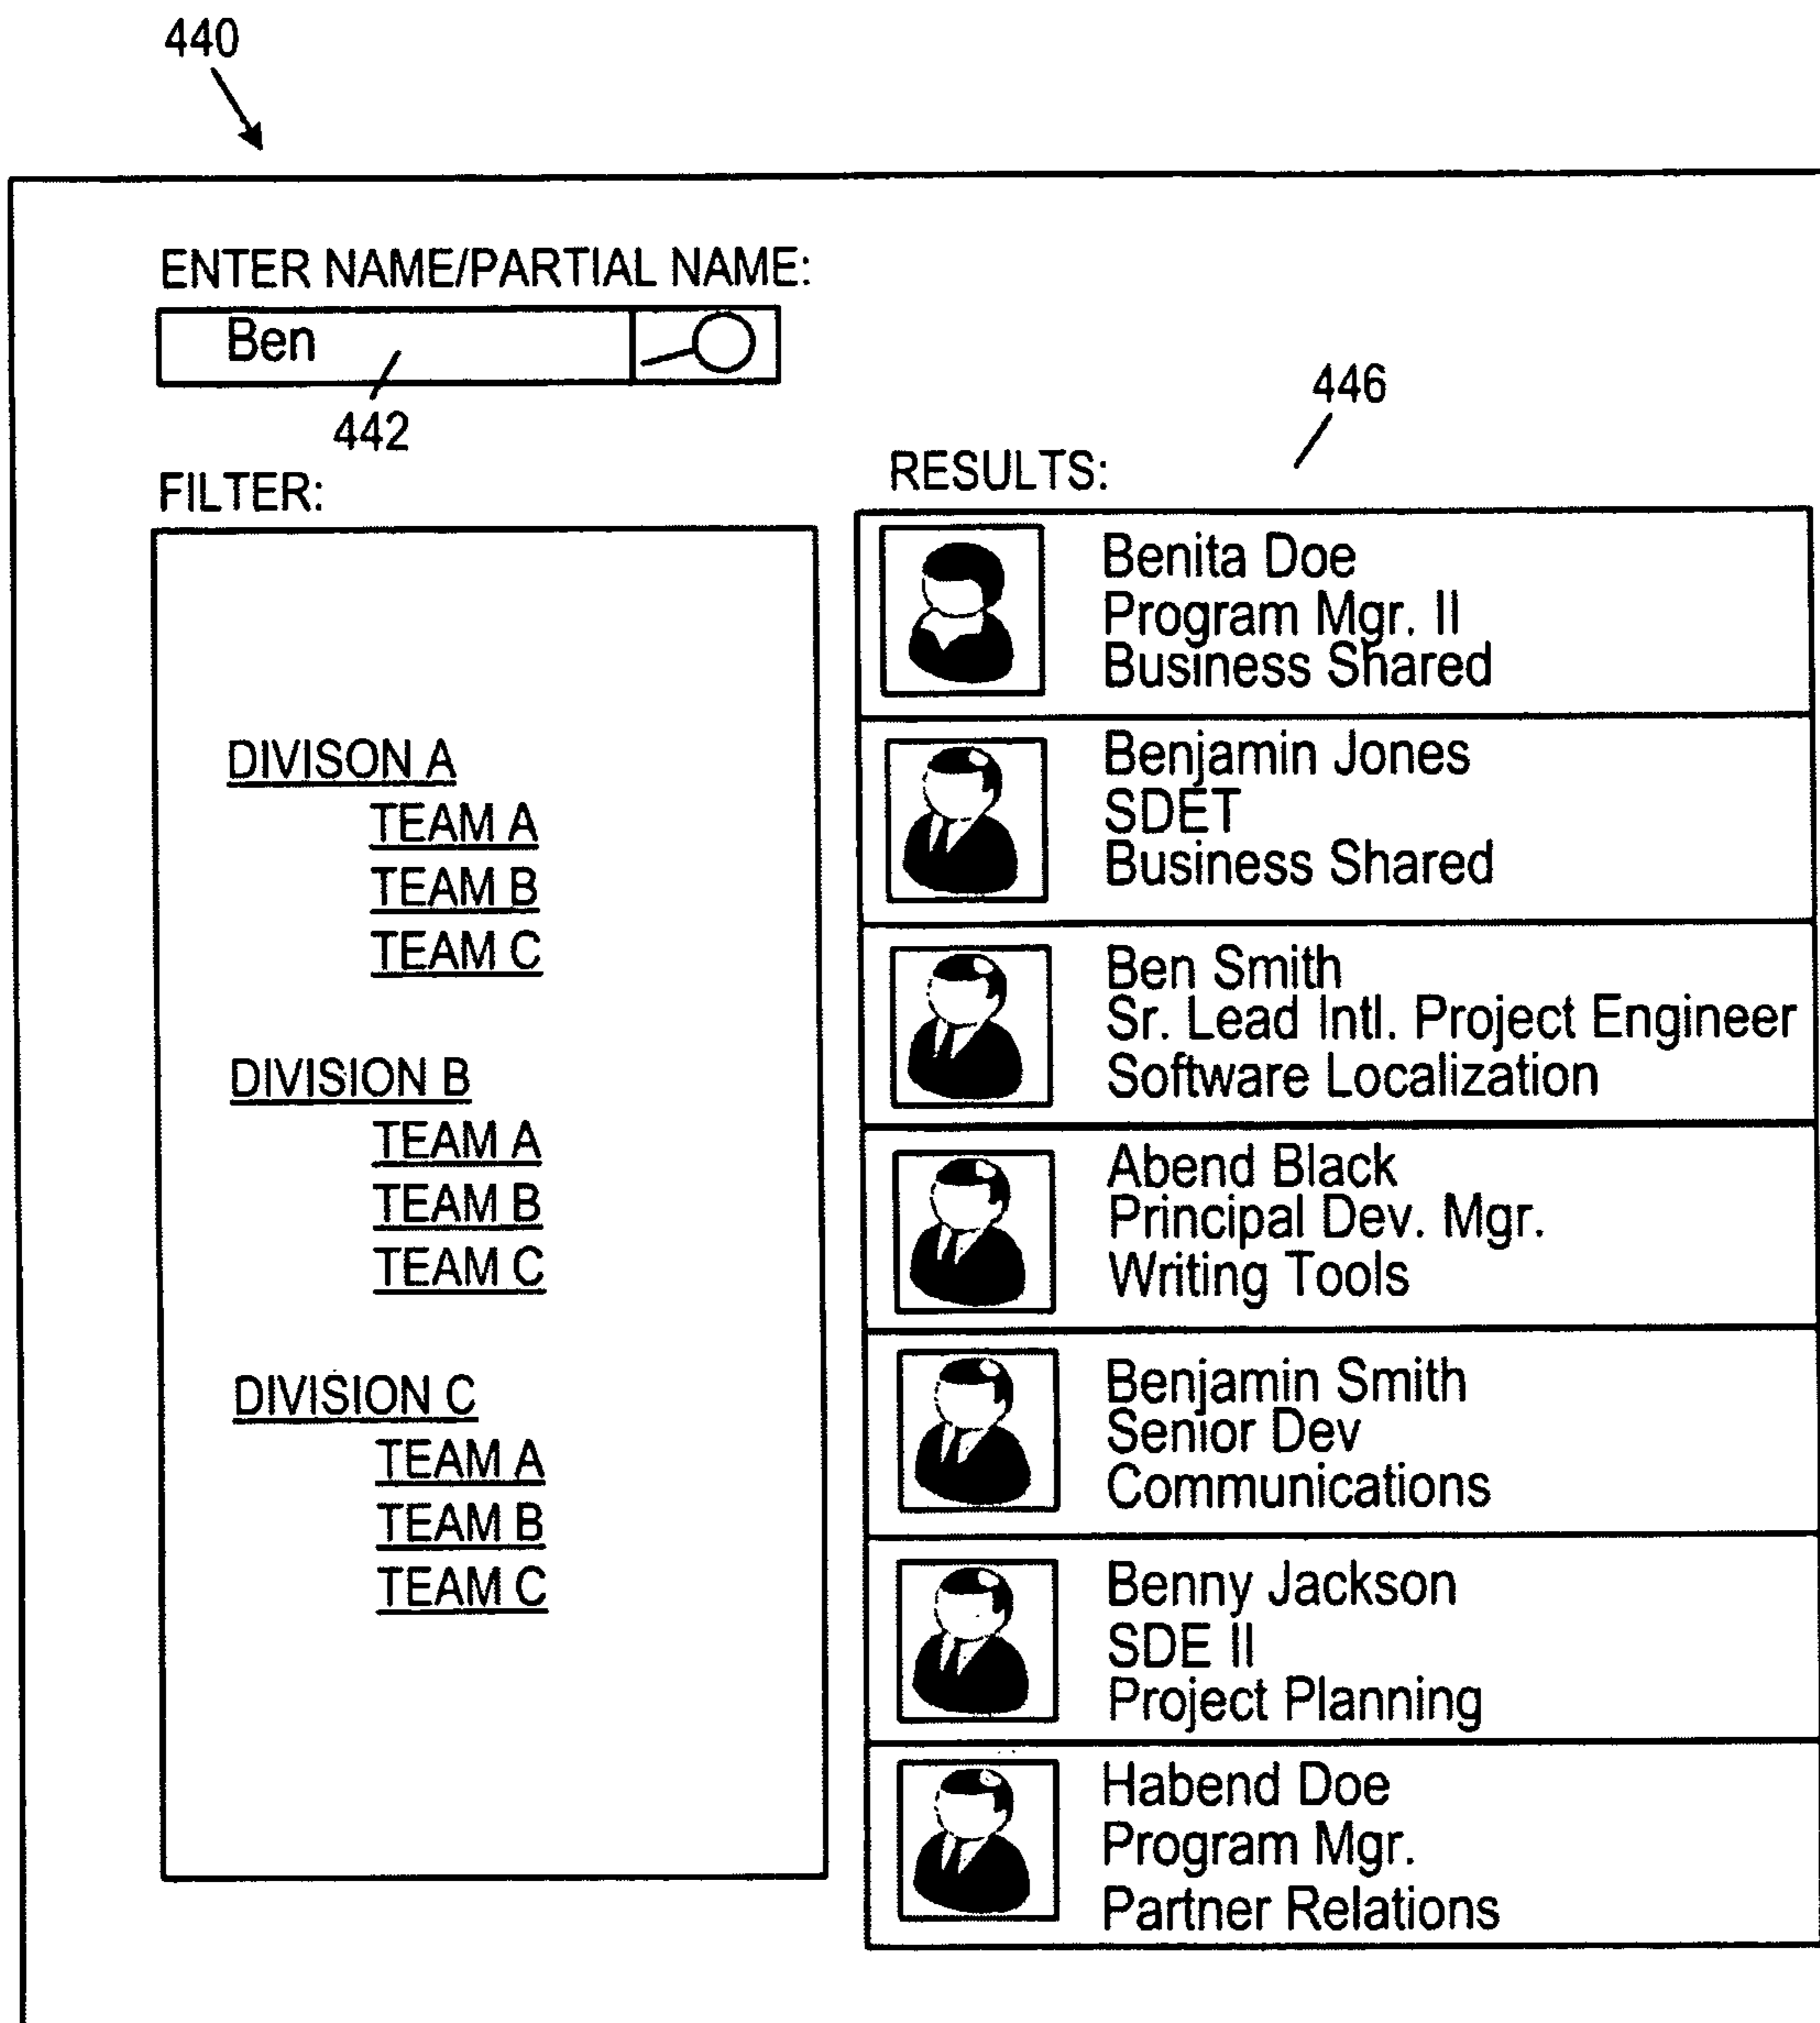 440
ENTER NAME/PARTIAL NAME:
Ben
442
FILTER:
DIVISON A
TEAM A
TEAM B
TEAM C
DIVISION B
TEAM A
TEAM B
TEAM C
DIVISION C
TEAM A
TEAM B
TEAM C
446
RESULTS:
Benita Doe
Program Mgr. II
Business Shared
Benjamin Jones
SDET
Business Shared
Ben Smith
Sr. Lead Intl. Project Engineer
Software Localization
Abend Black
Principal Dev. Mgr.
Writing Tools
Benjamin Smith
Senior Dev
Communications
Benny Jackson
SDE II
Project Planning
Habend Doe
Program Mgr.
Partner Relations